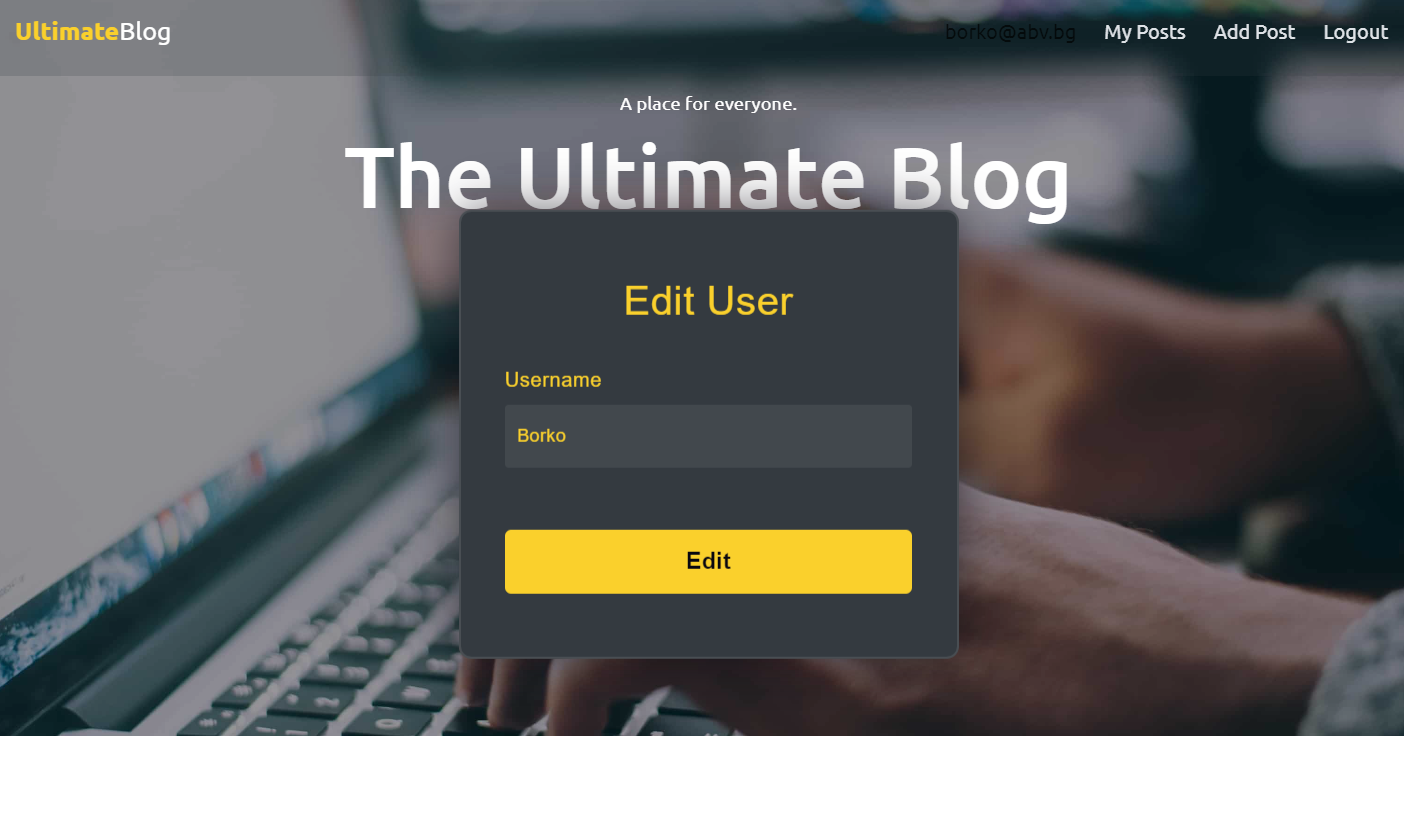 UltimateBlog
borko@abv.bg My Posts Add Post Logout
A place for everyone.
The Ultimate Blog
Edit User
Username
Borko
Edit